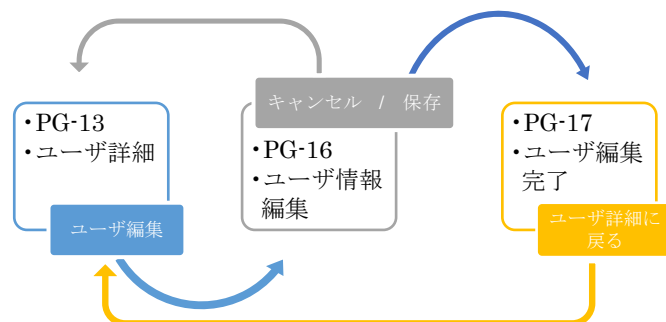 ・PG-13
・ユーザ詳細
ユーザ編集
キャンセル / 保存
・PG-16
・ユーザ情報
編集
・PG-17
・ユーザ編集
完了
ユーザ詳細に
戻る